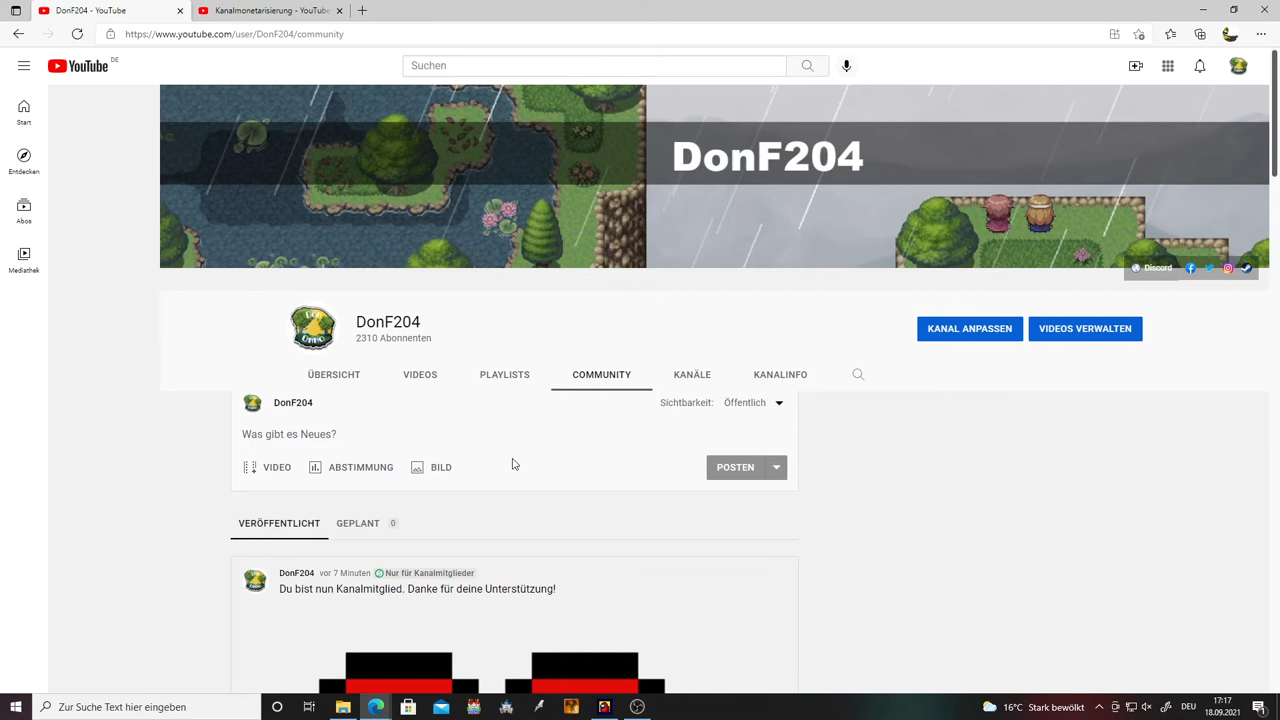 DonF204 - YouTube
Kanalmonetarisierung - YouTube
https://www.youtube.com/user/DonF204/community
YouTube DE
Suchen
Start
Entdecken
Abos
Mediathek
DonF204
Discord
DonF204
2310 Abonnenten
KANAL ANPASSEN
VIDEOS VERWALTEN
ÜBERSICHT
VIDEOS
PLAYLISTS
COMMUNITY
KANÄLE
KANALINFO
DonF204
Sichtbarkeit: Öffentlich
Was gibt es Neues?
VIDEO
ABSTIMMUNG
BILD
POSTEN
VERÖFFENTLICHT
GEPLANT 0
DonF204 vor 7 Minuten Nur für Kanalmitglieder
Du bist nun Kanalmitglied. Danke für deine Unterstützung!
Zur Suche Text hier eingeben
16°C Stark bewölkt
DEU
17:17
18.09.2021